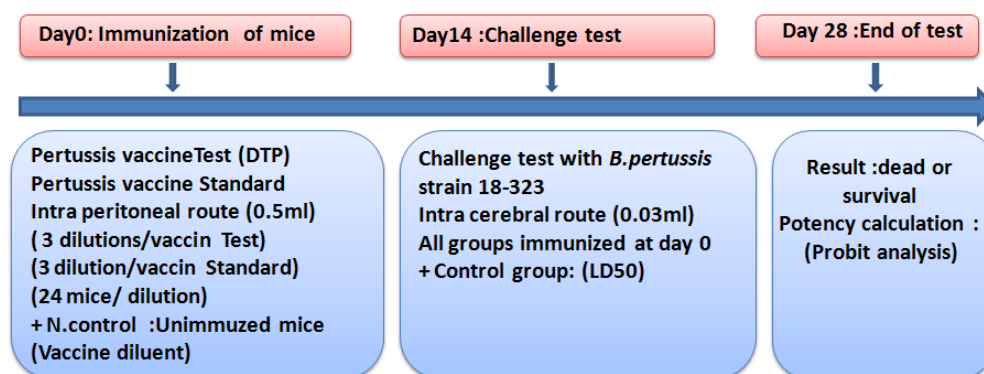 Day0: Immunization of mice
Day14 :Challenge test
Day 28 :End of test
Pertussis vaccineTest (DTP)
Pertussis vaccine Standard
Intra peritoneal route (0.5ml)
( 3 dilutions/vaccin Test)
(3 dilution/vaccin Standard)
(24 mice/ dilution)
+ N.control :Unimmuzed mice
(Vaccine diluent)
Challenge test with B.pertussis
strain 18-323
Intra cerebral route (0.03ml)
All groups immunized at day 0
+ Control group: (LD50)
Result :dead or
survival
Potency calculation :
(Probit analysis)